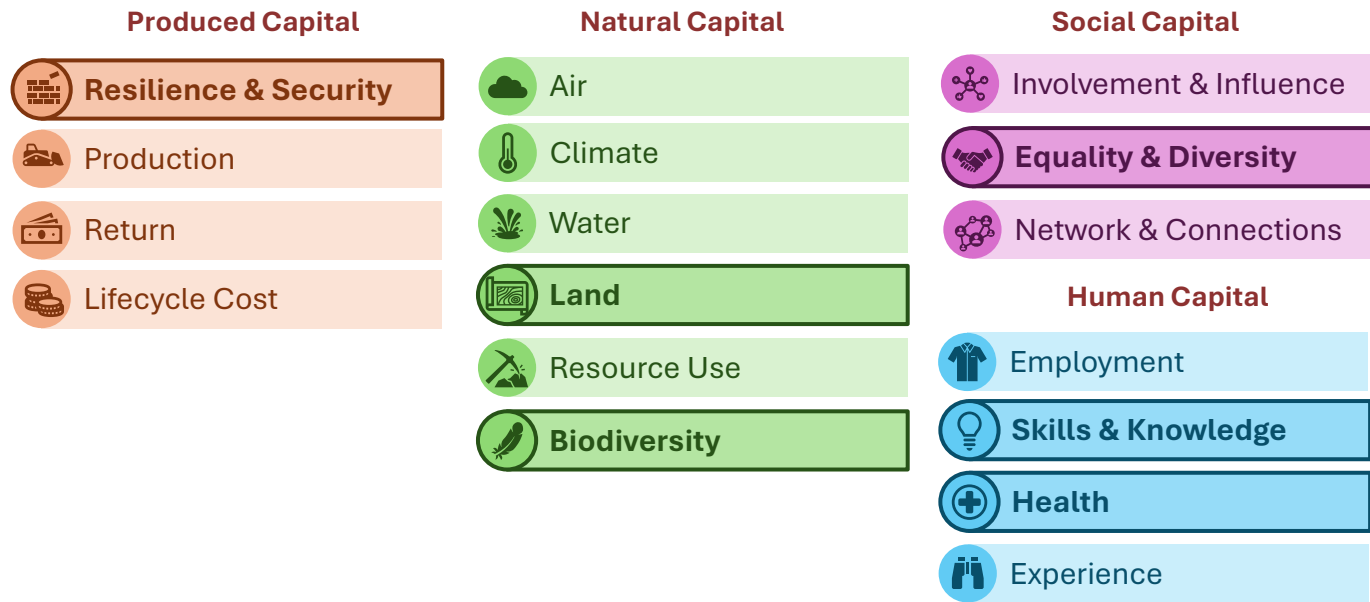 Produced Capital
Resilience & Security
Production
Return
Lifecycle Cost
Natural Capital
Air
Climate
Water
Land
Resource Use
Biodiversity
Social Capital
Involvement & Influence
Equality & Diversity
Network & Connections
Human Capital
Employment
Skills & Knowledge
Health
Experience